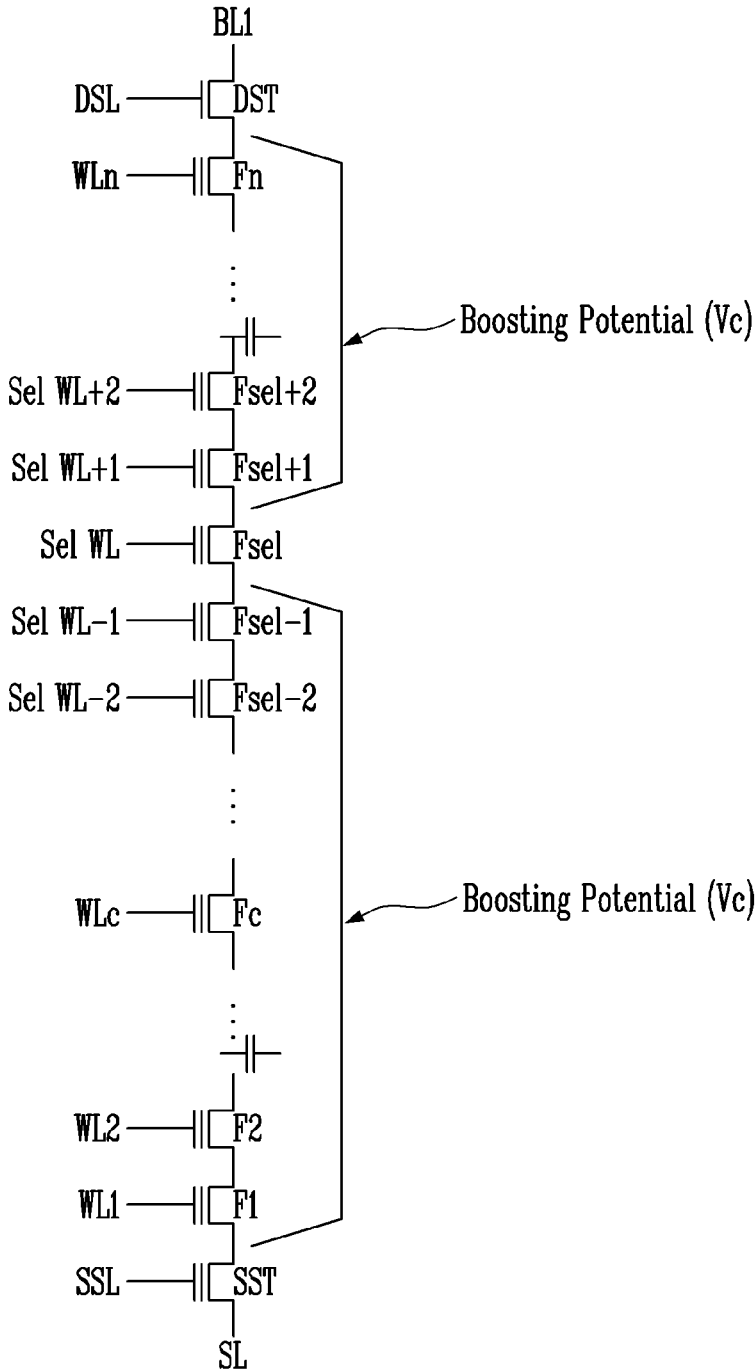 BL1
DSL DST
WLn Fn
Boosting Potential (Vc)
Sel WL+2 Fsel+2
Sel WL+1 Fsel+1
Sel WL Fsel
Sel WL-1 Fsel-1
Sel WL-2 Fsel-2
WLc Fc
Boosting Potential (Vc)
WL2 F2
WL1 F1
SSL SST
SL